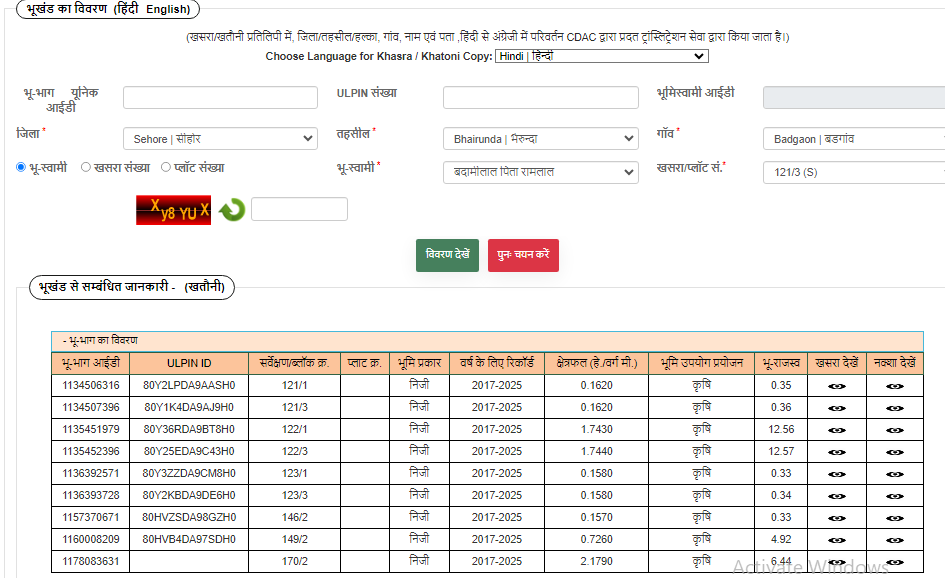 भूखंड का विवरण (हिंदी English)
(खसरा/खतौनी प्रतिलिपी में, जिला/तहसील/हल्का, गांव, नाम एवं पता ,हिंदी से अंग्रेजी में परिवर्तन CDAC द्वारा प्रदत ट्रांस्लिट्रेशन सेवा द्वारा किया जाता है।)
Choose Language for Khasra / Khatoni Copy: Hindi | हिन्दी
भू-भाग यूनिक आईडी ULPIN संख्या भूमिस्वामी आईडी
जिला * Sehore | सीहोर तहसील * Bhairunda | भैरुन्दा गाँव * Badgaon | बडगांव
भू-स्वामी खसरा संख्या प्लॉट संख्या भू-स्वामी * बदामीलाल पिता रामलाल खसरा/प्लॉट सं.* 121/3 (S)
X y8 YU X
विवरण देखें पुनः चयन करें
भूखंड से सम्बंधित जानकारी - (खतौनी)
- भू-भाग का विवरण
भू-भाग आईडी ULPIN ID सर्वेक्षण/ब्लॉक क्र. प्लाट क्र. भूमि प्रकार वर्ष के लिए रिकॉर्ड क्षेत्रफल (हे./वर्ग मी.) भूमि उपयोग प्रयोजन भू-राजस्व खसरा देखें नक्शा देखें
1134506316 80Y2LPDA9AASH0 121/1 निजी 2017-2025 0.1620 कृषि 0.35
1134507396 80Y1K4DA9AJ9H0 121/3 निजी 2017-2025 0.1620 कृषि 0.36
1135451979 80Y36RDA9BT8H0 122/1 निजी 2017-2025 1.7430 कृषि 12.56
1135452396 80Y25EDA9C43H0 122/3 निजी 2017-2025 1.7440 कृषि 12.57
1136392571 80Y3ZZDA9CM8H0 123/1 निजी 2017-2025 0.1580 कृषि 0.33
1136393728 80Y2KBDA9DE6H0 123/3 निजी 2017-2025 0.1580 कृषि 0.34
1157370671 80HVZSDA98GZH0 146/2 निजी 2017-2025 0.1570 कृषि 0.33
1160008209 80HVB4DA97SDH0 149/2 निजी 2017-2025 0.7260 कृषि 4.92
1178083631 170/2 निजी 2017-2025 2.1790 कृषि 6.44
Activate Windows